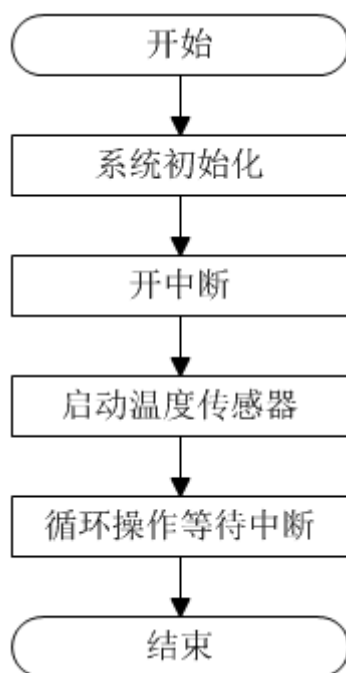 开始
系统初始化
开中断
启动温度传感器
循环操作等待中断
结束